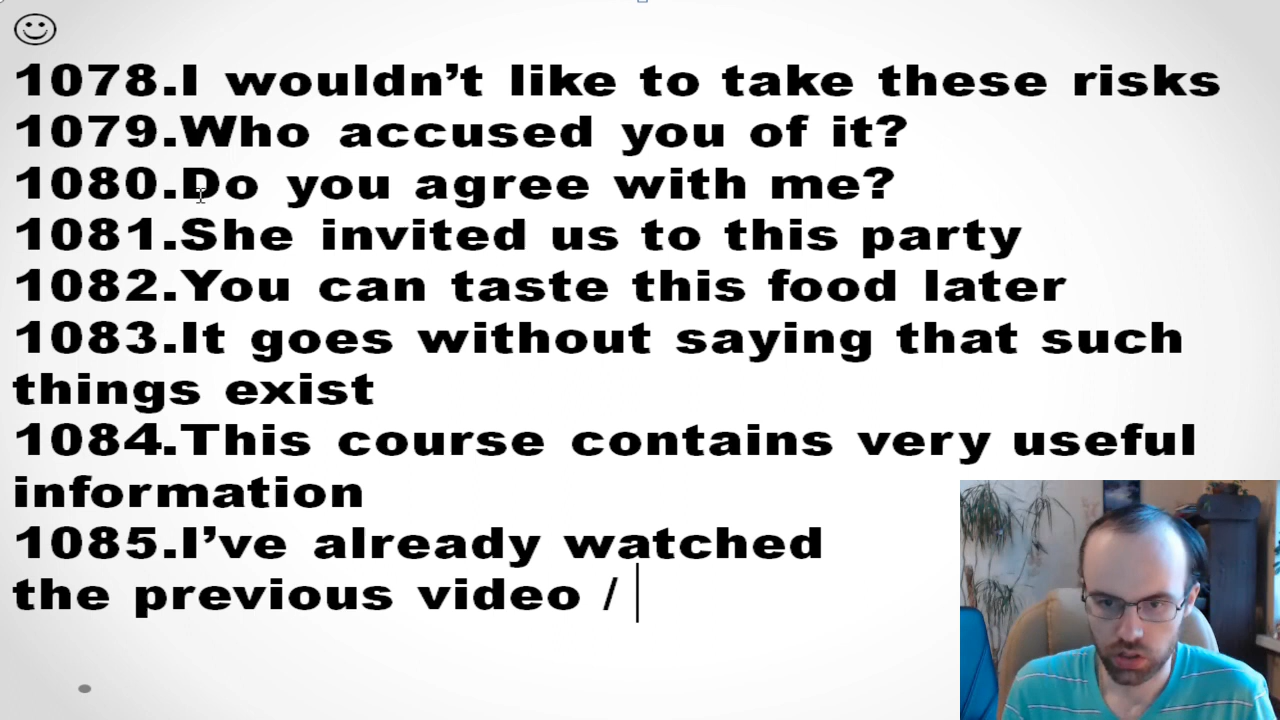 1078.I wouldn’t like to take these risks
1079.Who accused you of it?
1080.Do you agree with me?
1081.She invited us to this party
1082.You can taste this food later
1083.It goes without saying that such
things exist
1084.This course contains very useful
information
1085.I’ve already watched
the previous video /